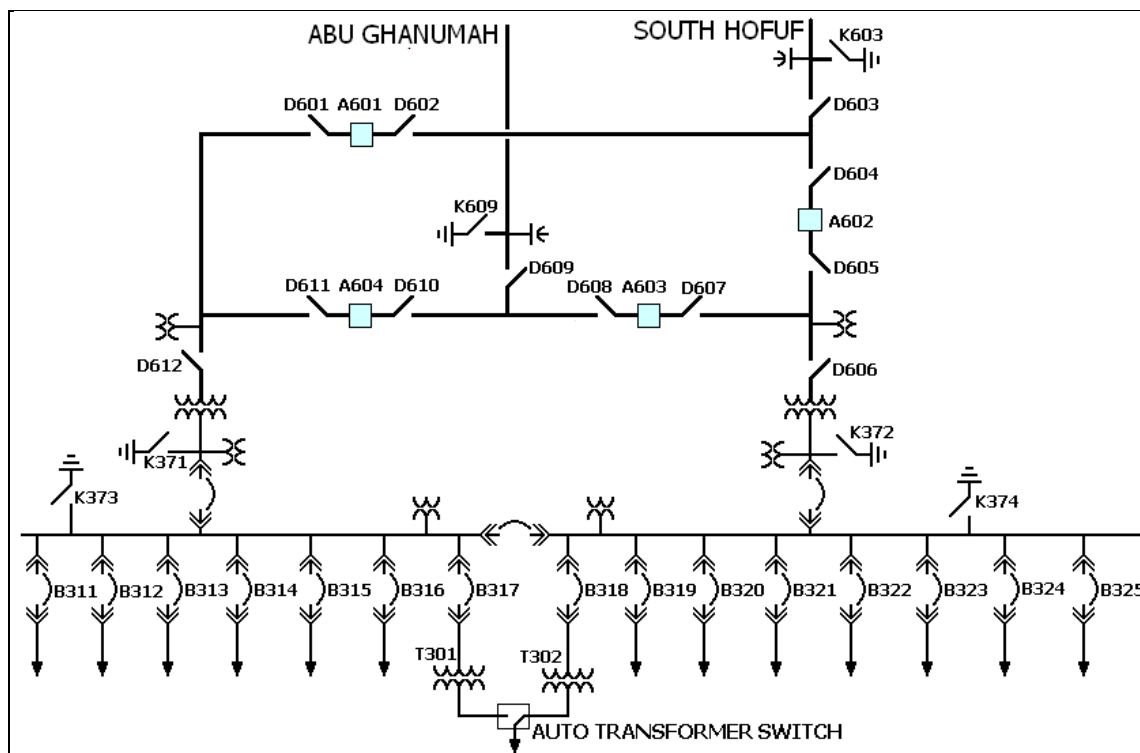 ABU GHANUMAH
SOUTH HOFUF
K603
D601 A601 D602
D603
D604
K609
A602
D609
D605
D611 A604 D610
D608 A603 D607
D612
D606
K371
K372
K373
K374
B311 B312 B313 B314 B315 B316 B317 B318 B319 B320 B321 B322 B323 B324 B325
T301 T302
AUTO TRANSFORMER SWITCH